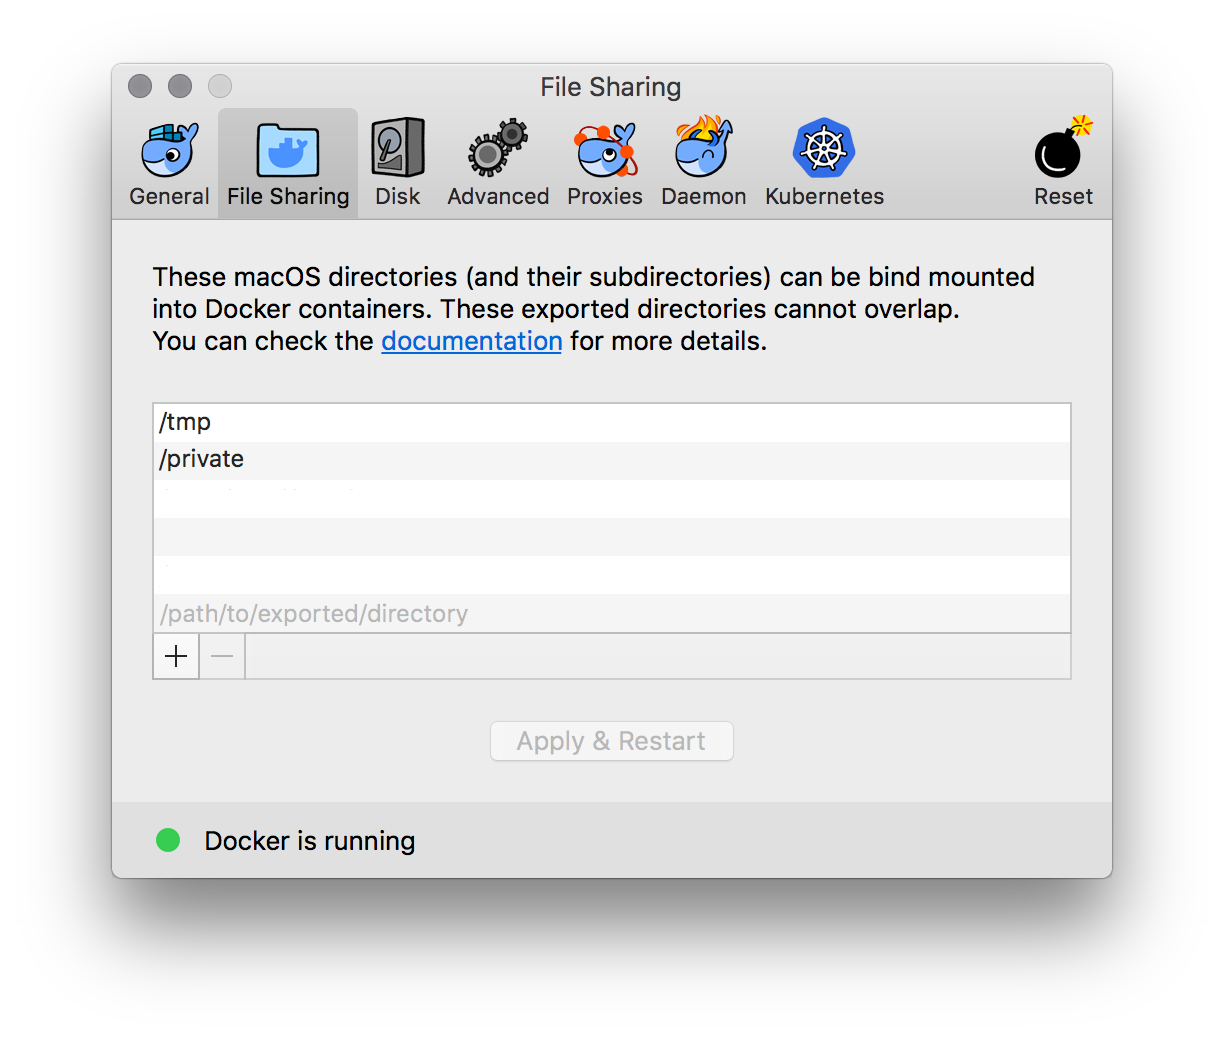 File Sharing
General File Sharing Disk Advanced Proxies Daemon Kubernetes Reset
These macOS directories (and their subdirectories) can be bind mounted
into Docker containers. These exported directories cannot overlap.
You can check the documentation for more details.
/tmp
/private
/path/to/exported/directory
Apply & Restart
Docker is running